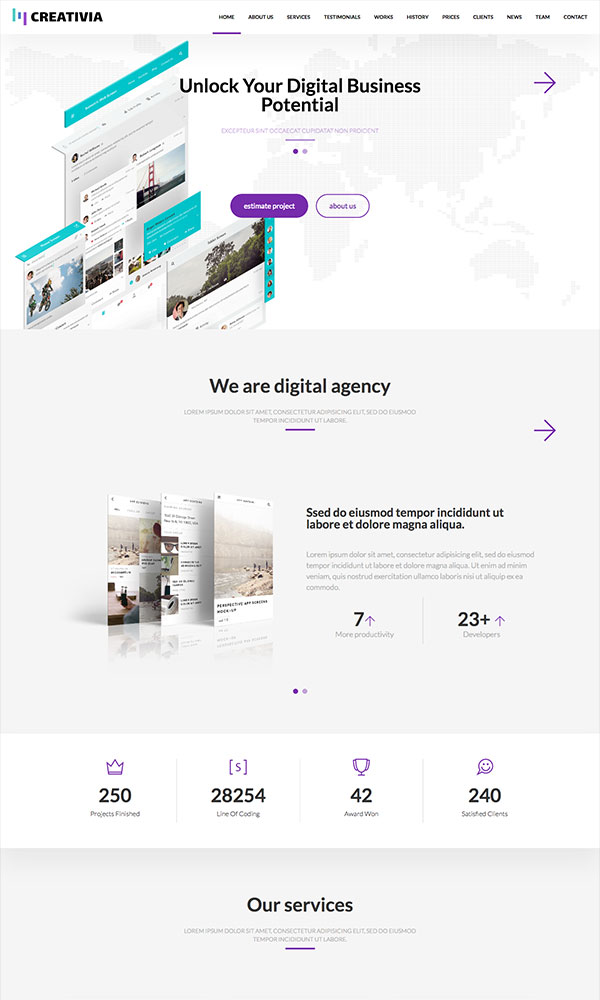 CREATIVIA
HOME ABOUT US SERVICES TESTIMONIALS WORKS HISTORY PRICES CLIENTS NEWS TEAM CONTACT
Unlock Your Digital Business
Potential
EXCEPTEUR SINT OCCAECAT CUPIDATAT NON PROIDENT
estimate project about us
We are digital agency
LOREM IPSUM DOLOR SIT AMET, CONSECTETUR ADIPISICING ELIT, SED DO EIUSMOD
TEMPOR INCIDIDUNT UT LABORE.
Ssed do eiusmod tempor incididunt ut
labore et dolore magna aliqua.
Lorem ipsum dolor sit amet, consectetur adipisicing elit, sed do eiusmod
tempor incididunt ut labore et dolore magna aliqua. Ut enim ad minim
veniam, quis nostrud exercitation ullamco laboris nisi ut aliquip ex ea
commodo.
PERSPECTIVE APP SCREENS
MOCK-UP
7 23+
More productivity Developers
[s]
250 28254 42 240
Projects Finished Line Of Coding Award Won Satisfied Clients
Our services
LOREM IPSUM DOLOR SIT AMET, CONSECTETUR ADIPISICING ELIT, SED DO EIUSMOD
TEMPOR INCIDIDUNT UT LABORE.